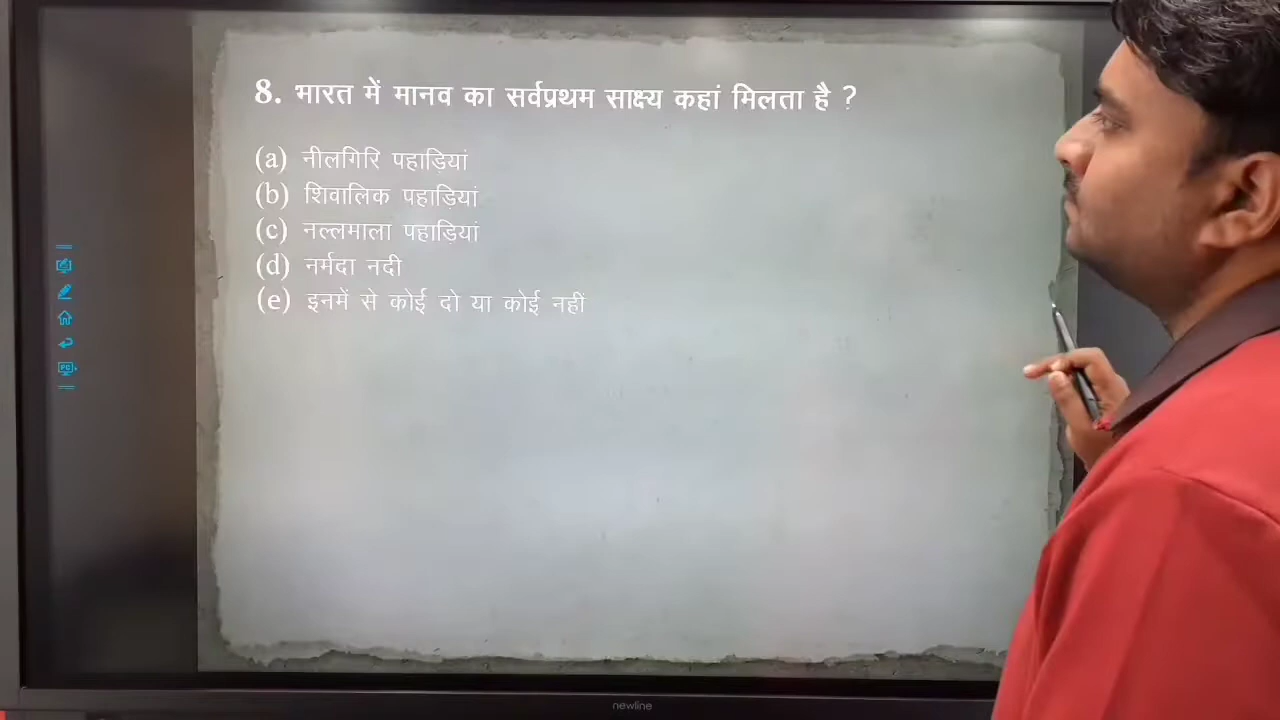 8. भारत में मानव का सर्वप्रथम साक्ष्य कहां मिलता है ?
(a) नीलगिरि पहाड़ियां
(b) शिवालिक पहाडियां
(c) नल्लमाला पहाडियां
(d) नर्मदा नदी
(e) इनमें से कोई दो या कोई नहीं
PC
newline